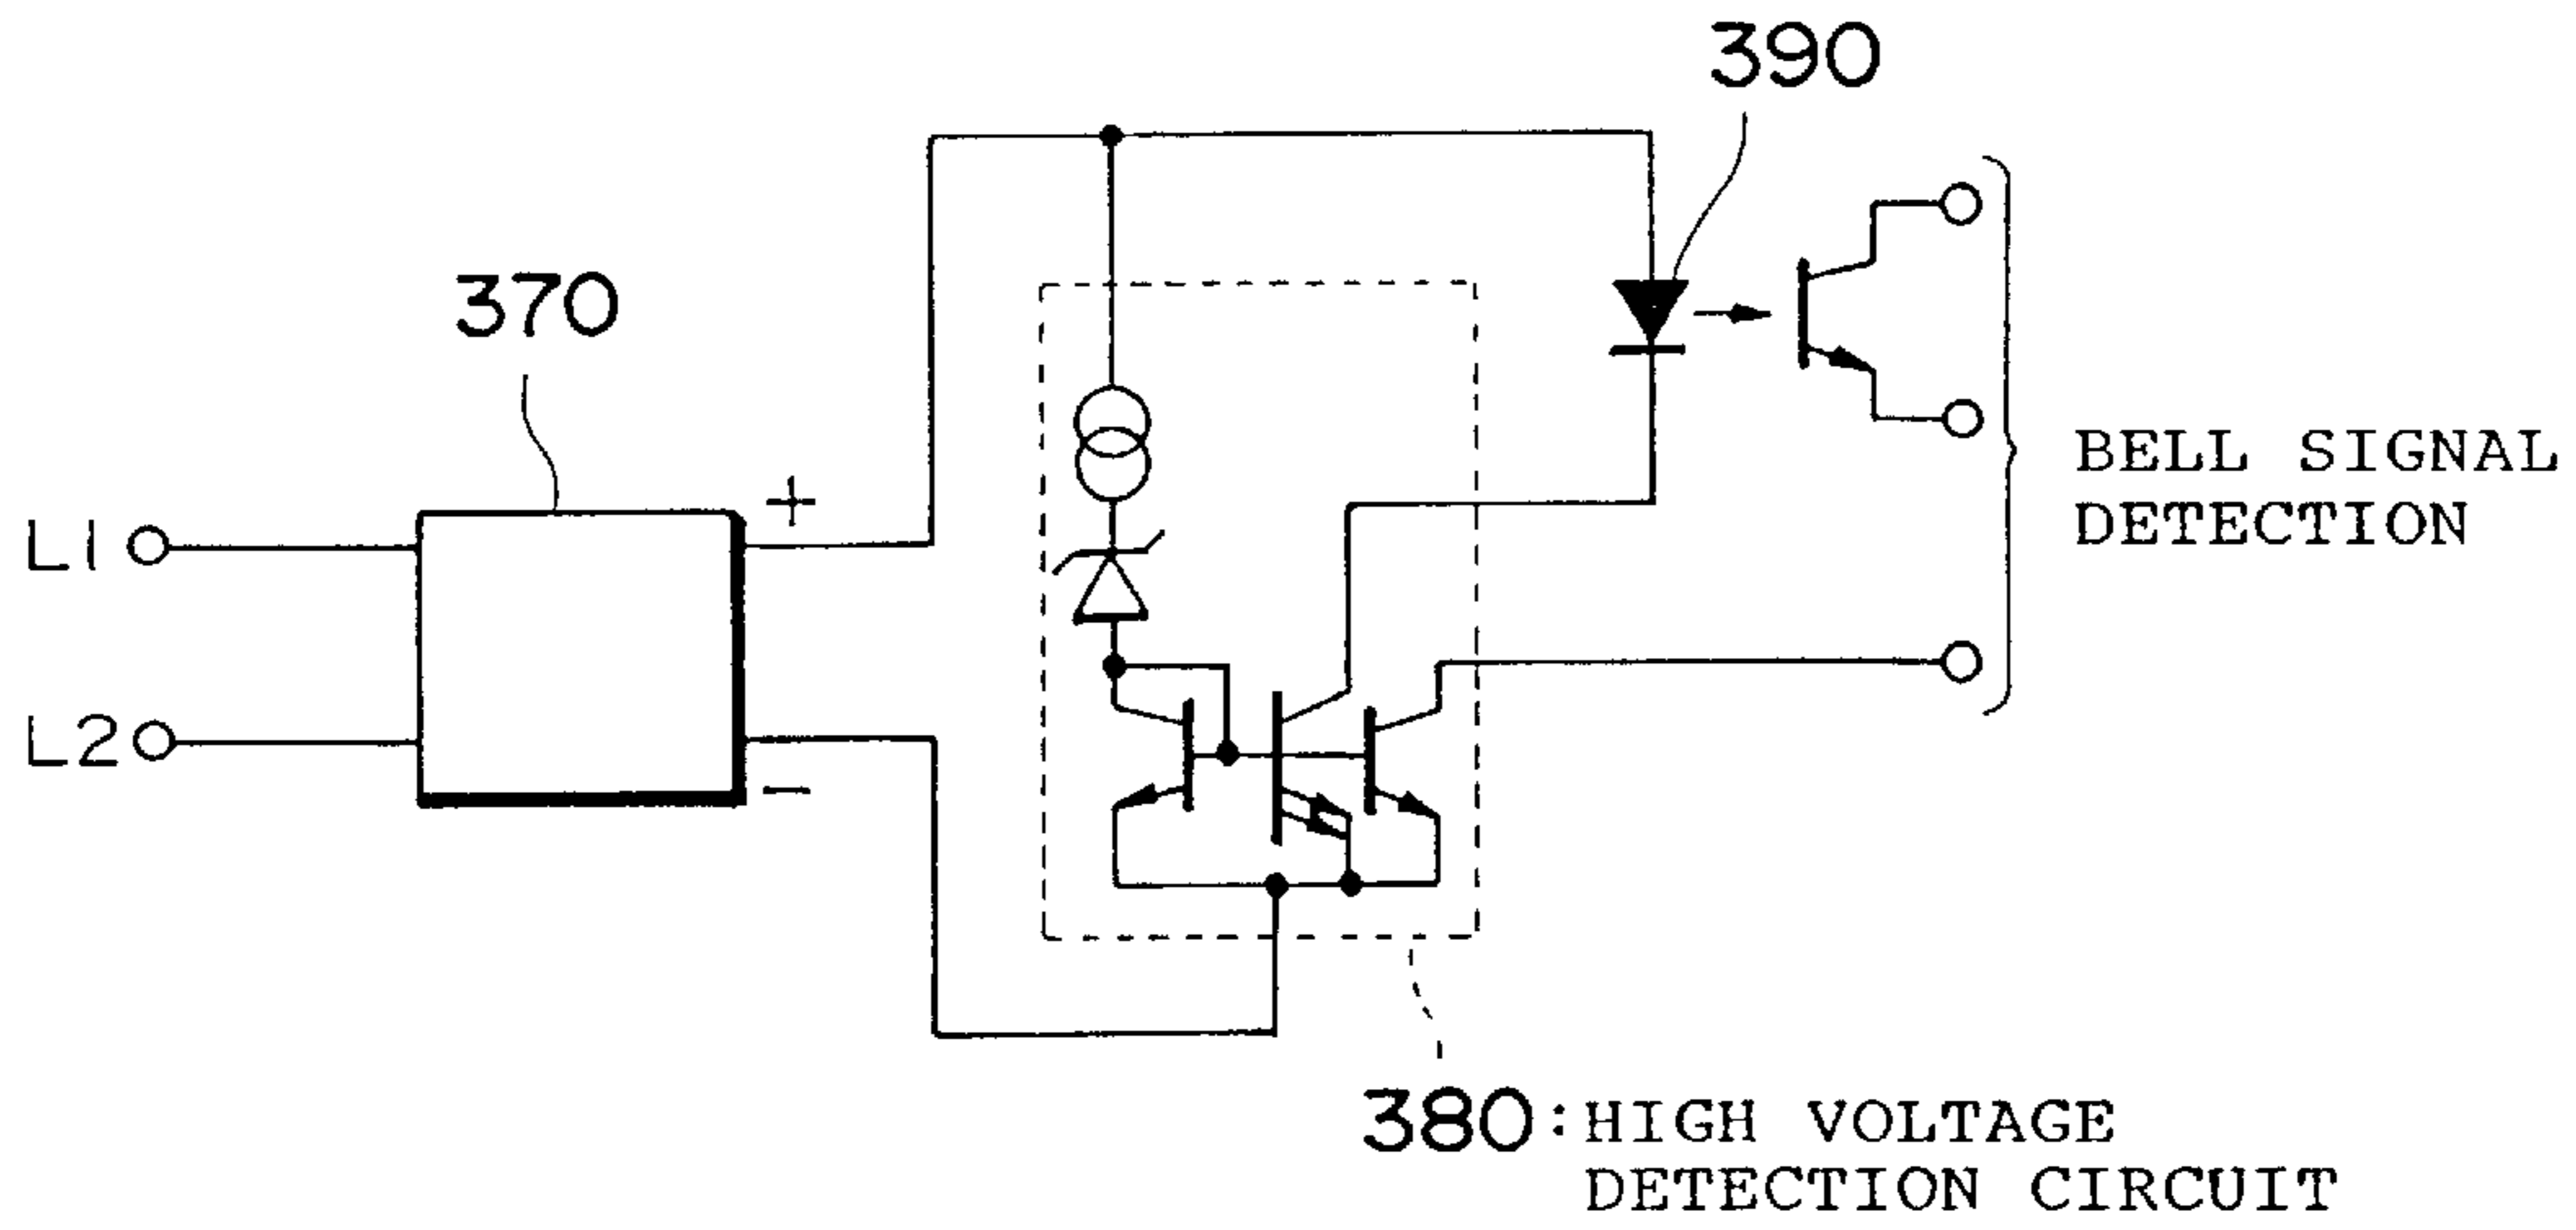 390
370
+
L1
BELL SIGNAL
DETECTION
L2
−
380: HIGH VOLTAGE
DETECTION CIRCUIT